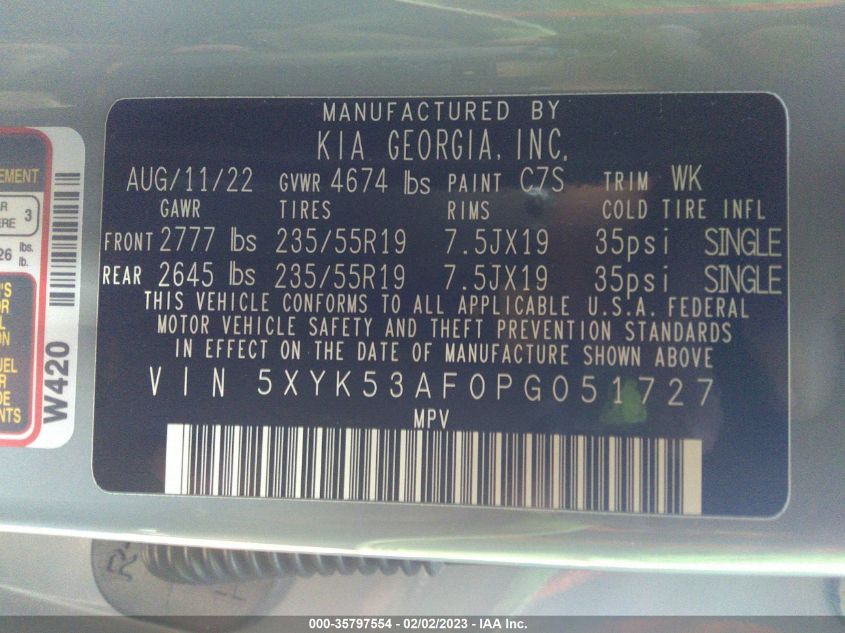 MANUFACTURED BY
KIA GEORGIA, INC.
AUG/11/22 GVWR 4674 lbs PAINT C7S TRIM WK
GAWR TIRES RIMS COLD TIRE INFL
FRONT 2777 lbs 235/55R19 7.5JX19 35psi SINGLE
REAR 2645 lbs 235/55R19 7.5JX19 35psi SINGLE
THIS VEHICLE CONFORMS TO ALL APPLICABLE U.S.A. FEDERAL
MOTOR VEHICLE SAFETY AND THEFT PREVENTION STANDARDS
IN EFFECT ON THE DATE OF MANUFACTURE SHOWN ABOVE
VIN 5XYK53AF0PG051727
MPV
3
lbs.
lb.
W420
000-35797554 - 02/02/2023 - IAA Inc.